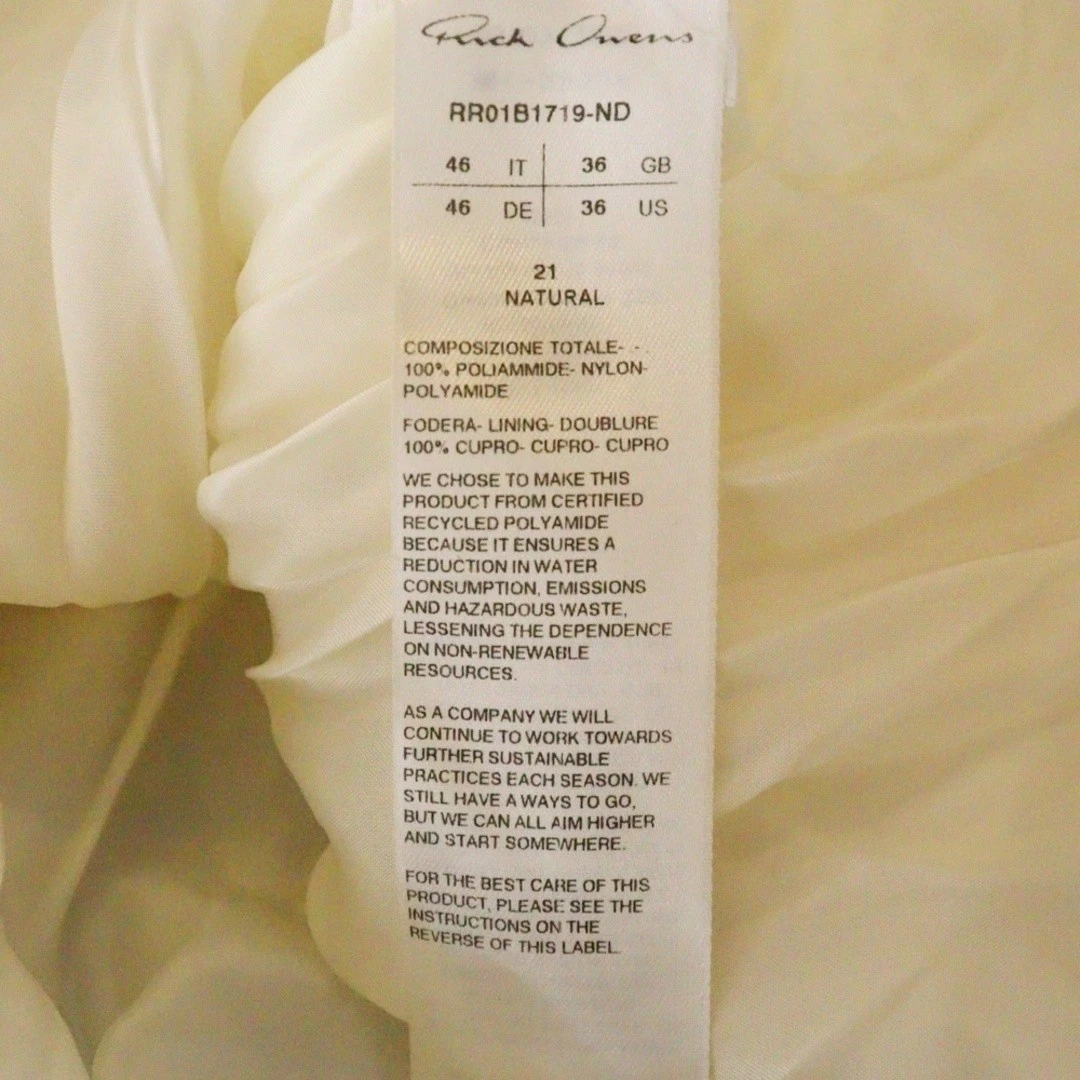 Rick Owens
RR01B1719-ND
46 IT 36 GB
46 DE 36 US
21
NATURAL
COMPOSIZIONE TOTALE- -
100% POLIAMMIDE- NYLON-
POLYAMIDE
FODERA- LINING- DOUBLURE
100% CUPRO- CUPRO- CUPRO
WE CHOSE TO MAKE THIS
PRODUCT FROM CERTIFIED
RECYCLED POLYAMIDE
BECAUSE IT ENSURES A
REDUCTION IN WATER
CONSUMPTION, EMISSIONS
AND HAZARDOUS WASTE,
LESSENING THE DEPENDENCE
ON NON-RENEWABLE
RESOURCES.
AS A COMPANY WE WILL
CONTINUE TO WORK TOWARDS
FURTHER SUSTAINABLE
PRACTICES EACH SEASON. WE
STILL HAVE A WAYS TO GO,
BUT WE CAN ALL AIM HIGHER
AND START SOMEWHERE.
FOR THE BEST CARE OF THIS
PRODUCT, PLEASE SEE THE
INSTRUCTIONS ON THE
REVERSE OF THIS LABEL.